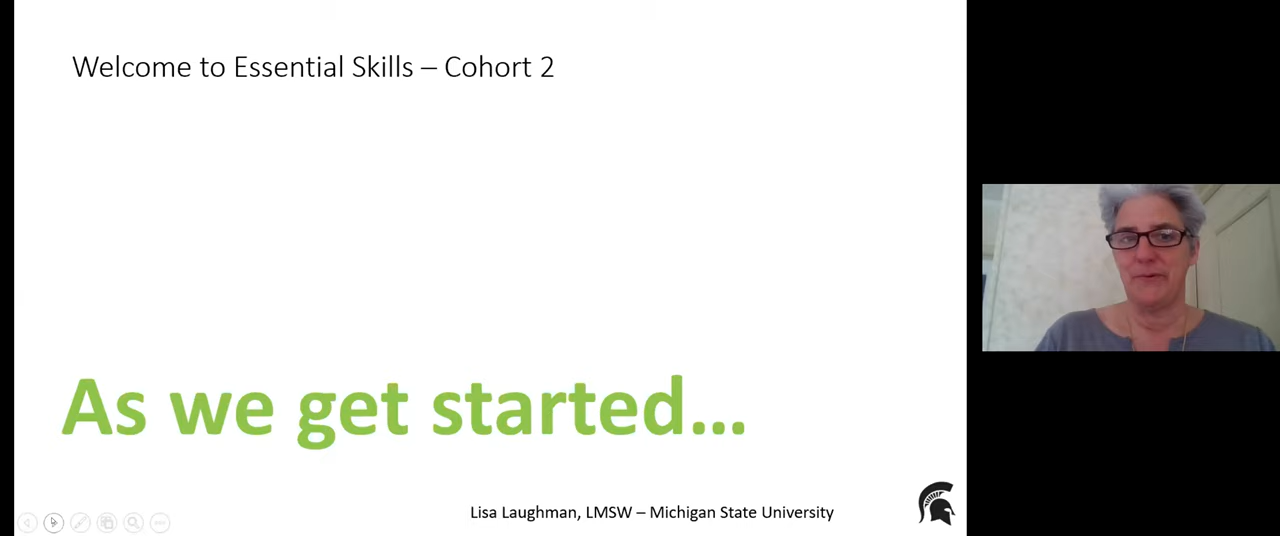 Welcome to Essential Skills – Cohort 2
As we get started…
Lisa Laughman, LMSW – Michigan State University